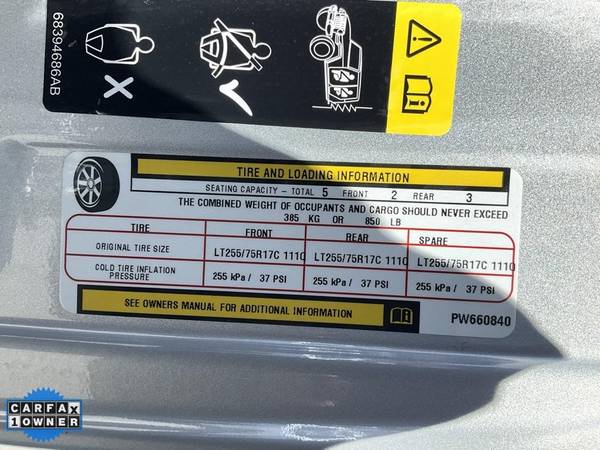 68394686AB
TIRE AND LOADING INFORMATION
SEATING CAPACITY - TOTAL 5 FRONT 2 REAR 3
THE COMBINED WEIGHT OF OCCUPANTS AND CARGO SHOULD NEVER EXCEED
385 KG OR 850 LB
TIRE FRONT REAR SPARE
ORIGINAL TIRE SIZE LT255/75R17C 111Q LT255/75R17C 111Q LT255/75R17C 111Q
COLD TIRE INFLATION
PRESSURE 255 kPa / 37 PSI 255 kPa / 37 PSI 255 kPa / 37 PSI
SEE OWNERS MANUAL FOR ADDITIONAL INFORMATION
PW660840
CARFAX
1 OWNER